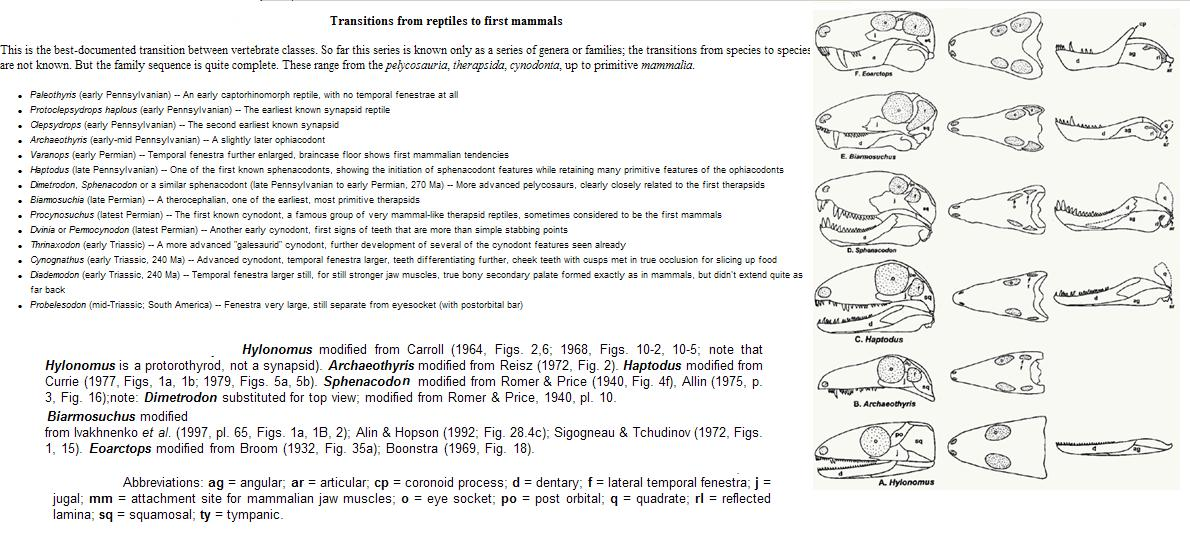 Transitions from reptiles to first mammals
This is the best-documented transition between vertebrate classes. So far this series is known only as a series of genera or families; the transitions from species to species
are not known. But the family sequence is quite complete. These range from the pelycosauria, therapsida, cynodonta, up to primitive mammalia.
• Paleothyris (early Pennsylvanian) -- An early captorhinomorph reptile, with no temporal fenestrae at all
• Protoclepsydrops haplous (early Pennsylvanian) -- The earliest known synapsid reptile
• Clepsydrops (early Pennsylvanian) -- The second earliest known synapsid
• Archaeothyris (early-mid Pennsylvanian) -- A slightly later ophiacodont
• Varanops (early Permian) -- Temporal fenestra further enlarged, braincase floor shows first mammalian tendencies
• Haptodus (late Pennsylvanian) -- One of the first known sphenacodonts, showing the initiation of sphenacodont features while retaining many primitive features of the ophiacodonts
• Dimetrodon, Sphenacodon or a similar sphenacodont (late Pennsylvanian to early Permian, 270 Ma) -- More advanced pelycosaurs, clearly closely related to the first therapsids
• Biarmosuchia (late Permian) -- A therocephalian, one of the earliest, most primitive therapsids
• Procynosuchus (latest Permian) -- The first known cynodont, a famous group of very mammal-like therapsid reptiles, sometimes considered to be the first mammals
• Dvinia or Permocynodon (latest Permian) -- Another early cynodont, first signs of teeth that are more than simple stabbing points
• Thrinaxodon (early Triassic) -- A more advanced "galesaurid" cynodont, further development of several of the cynodont features seen already
• Cynognathus (early Triassic, 240 Ma) -- Advanced cynodont, temporal fenestra larger, teeth differentiating further, cheek teeth with cusps met in true occlusion for slicing up food
• Diademodon (early Triassic, 240 Ma) -- Temporal fenestra larger still, for still stronger jaw muscles, true bony secondary palate formed exactly as in mammals, but didn't extend quite as
far back
• Probelesodon (mid-Triassic; South America) -- Fenestra very large, still separate from eyesocket (with postorbital bar)
Hylonomus modified from Carroll (1964, Figs. 2,6; 1968, Figs. 10-2, 10-5; note that
Hylonomus is a protorothyrod, not a synapsid). Archaeothyris modified from Reisz (1972, Fig. 2). Haptodus modified from
Currie (1977, Figs, 1a, 1b; 1979, Figs. 5a, 5b). Sphenacodon modified from Romer & Price (1940, Fig. 4f), Allin (1975, p.
3, Fig. 16);note: Dimetrodon substituted for top view; modified from Romer & Price, 1940, pl. 10.
Biarmosuchus modified
from Ivakhnenko et al. (1997, pl. 65, Figs. 1a, 1B, 2); Alin & Hopson (1992; Fig. 28.4c); Sigogneau & Tchudinov (1972, Figs.
1, 15). Eoarctops modified from Broom (1932, Fig. 35a); Boonstra (1969, Fig. 18).
Abbreviations: ag = angular; ar = articular; cp = coronoid process; d = dentary; f = lateral temporal fenestra; j =
jugal; mm = attachment site for mammalian jaw muscles; o = eye socket; po = post orbital; q = quadrate; rl = reflected
lamina; sq = squamosal; ty = tympanic.
F. Eoarctops
cp
d
E. Biarmosuchus
D. Sphenacodon
C. Haptodus
sq
d
B. Archaeothyris
po
sq
j
d
ag
A. Hylonomus